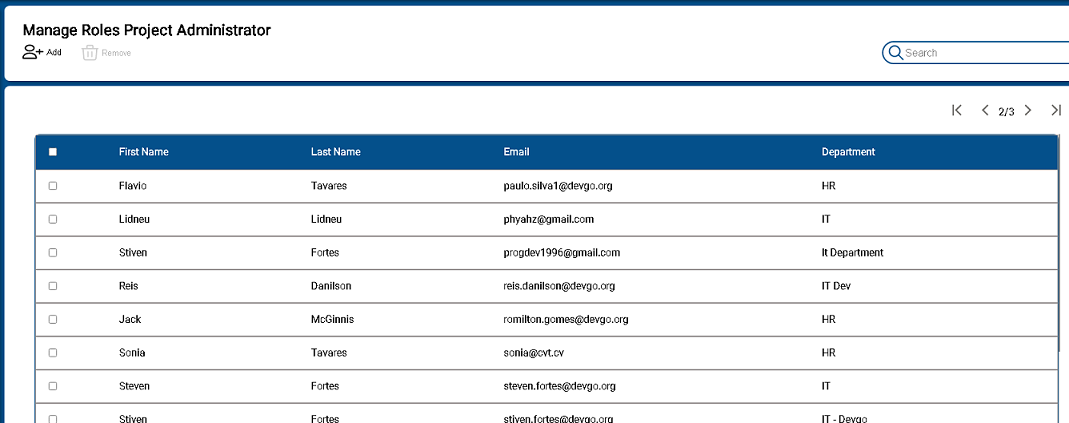 Manage Roles Project Administrator
Add Remove
Search
2/3
First Name Last Name Email Department
Flavio Tavares paulo.silva1@devgo.org HR
Lidneu Lidneu phyahz@gmail.com IT
Stiven Fortes progdev1996@gmail.com It Department
Reis Danilson reis.danilson@devgo.org IT Dev
Jack McGinnis romilton.gomes@devgo.org HR
Sonia Tavares sonia@cvt.cv HR
Steven Fortes steven.fortes@devgo.org IT
Stiven Fortes stiven.fortes@devgo.org IT - Devgo